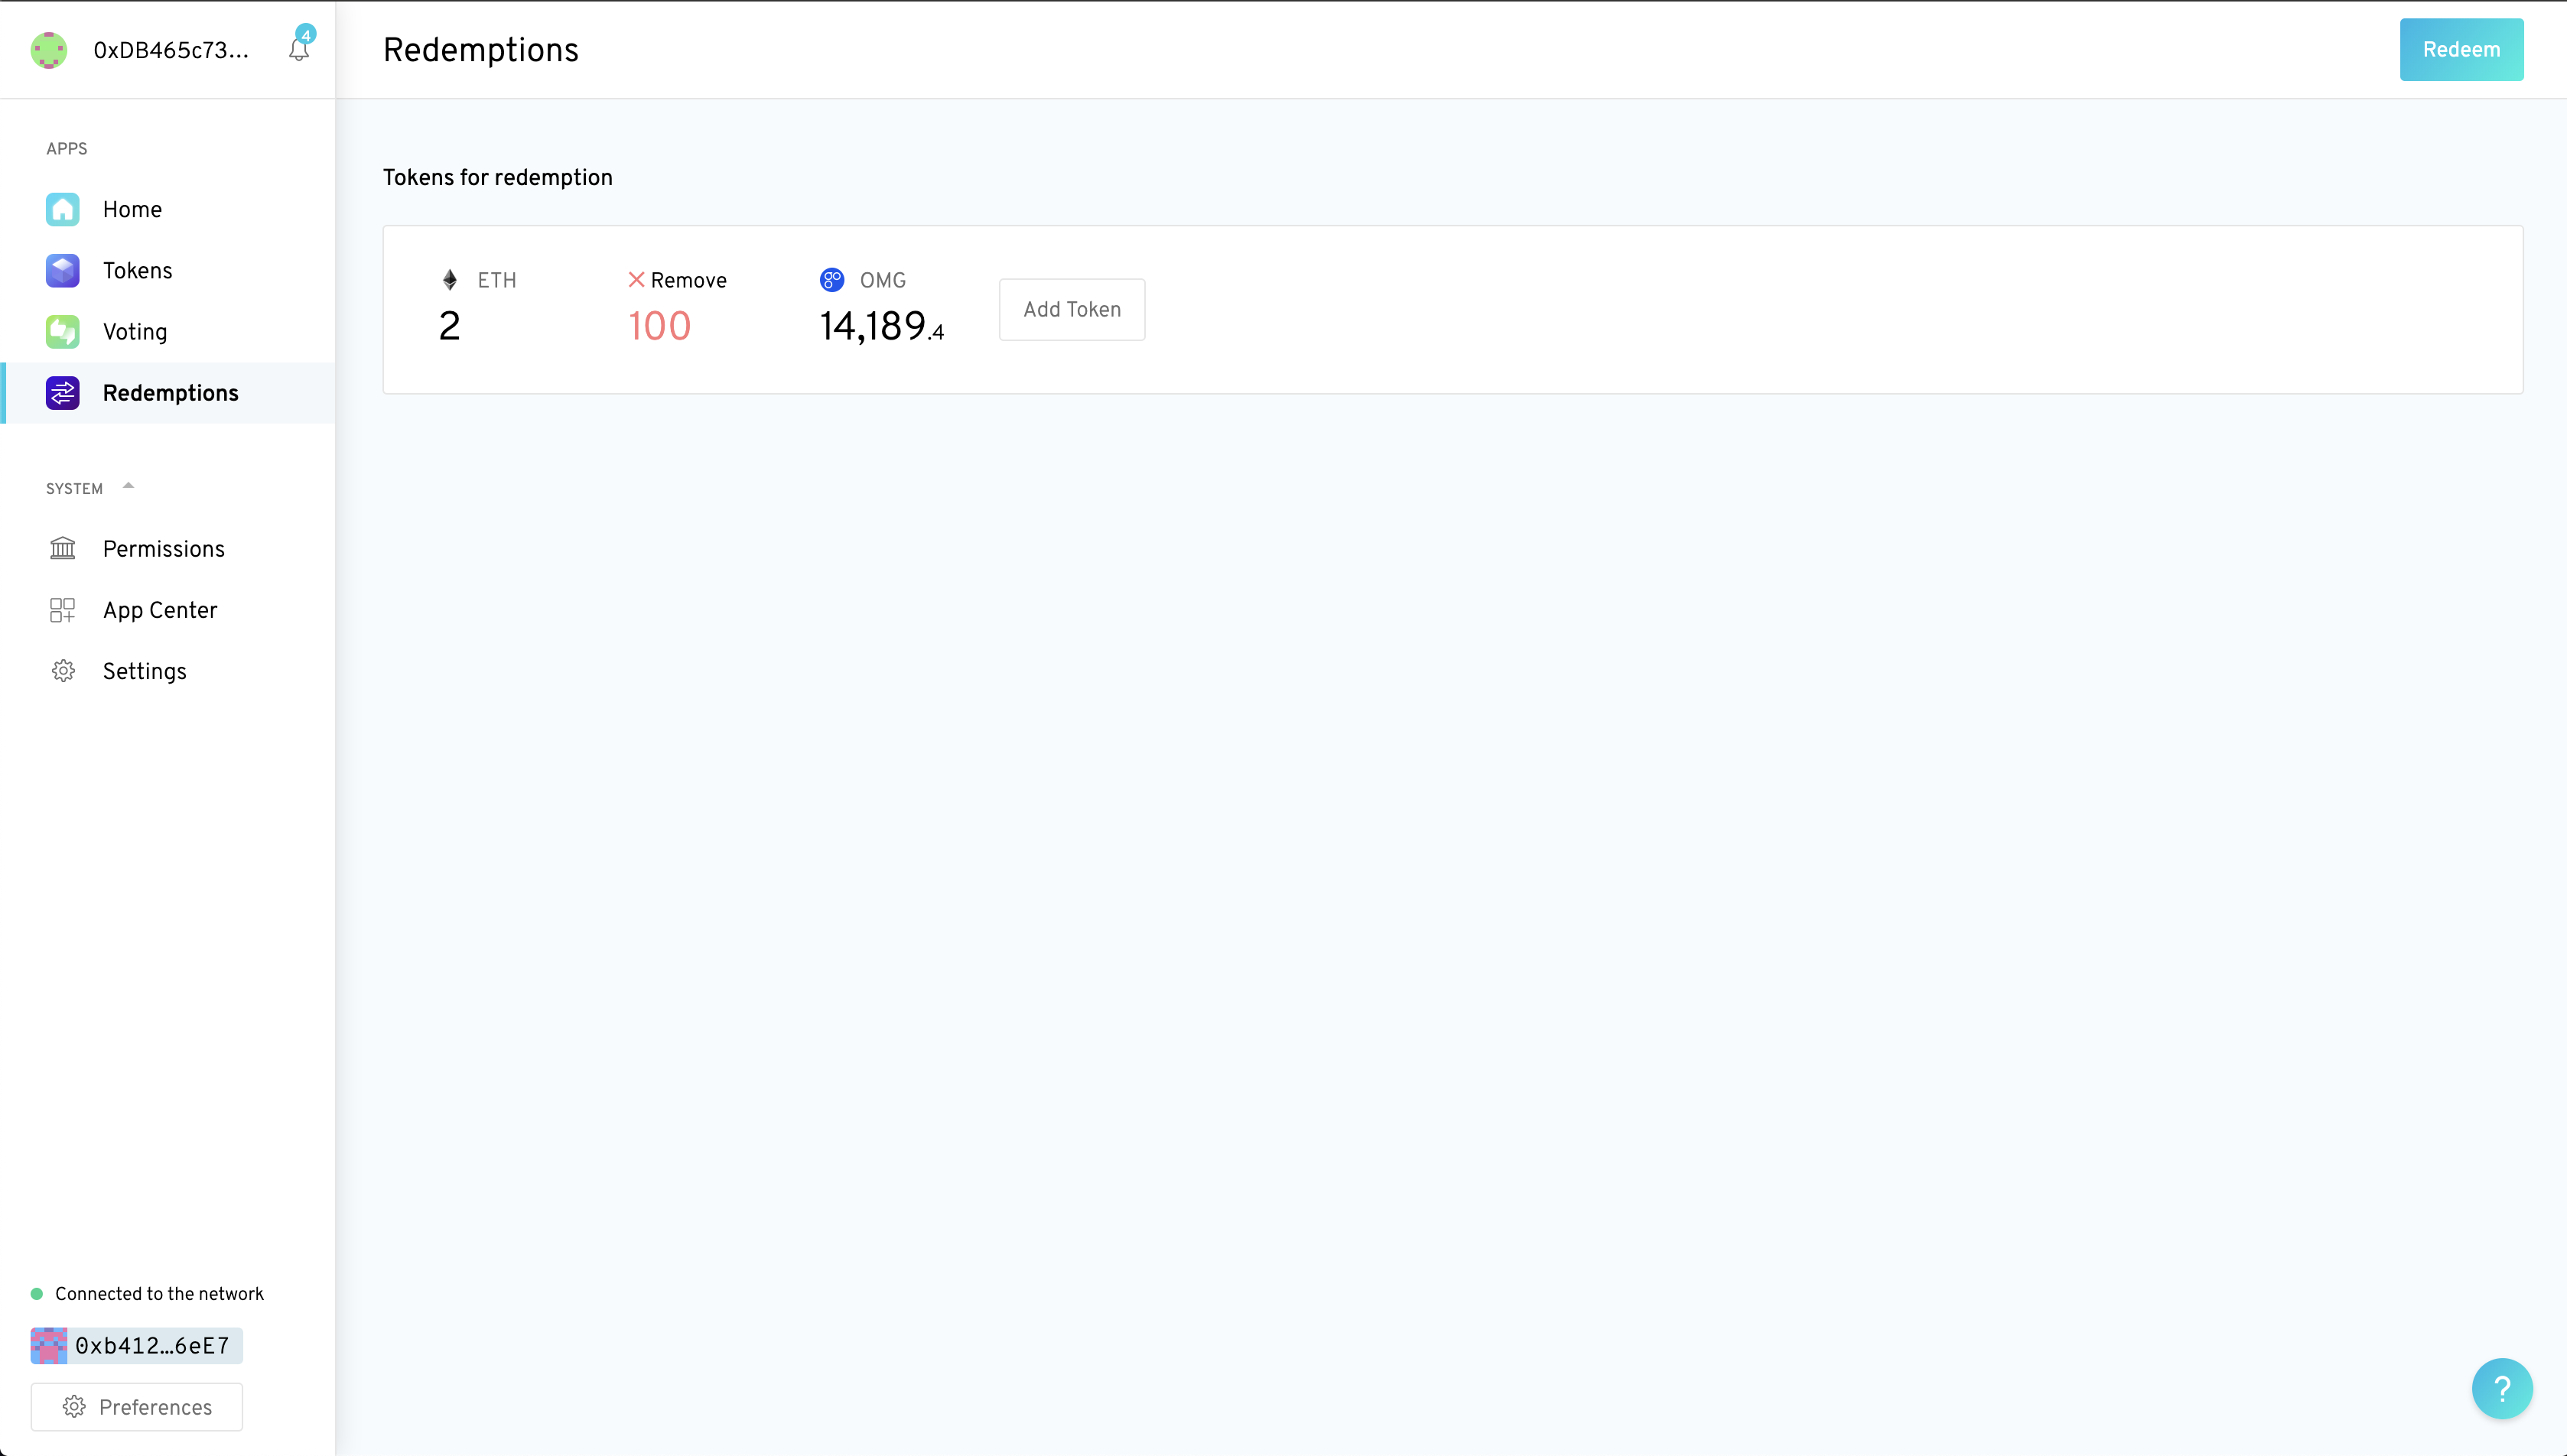 0xDB465c73...
4
Redemptions
Redeem
APPS
Home
Tokens
Voting
Redemptions
SYSTEM
Permissions
App Center
Settings
Connected to the network
0xb412…6eE7
Preferences
Tokens for redemption
ETH
2
Remove
100
OMG
14,189.4
Add Token
?